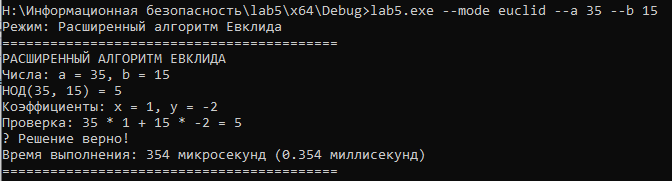 H:\Информационная безопасность\lab5\x64\Debug>lab5.exe --mode euclid --a 35 --b 15
Режим: Расширенный алгоритм Евклида
==========================================
РАСШИРЕННЫЙ АЛГОРИТМ ЕВКЛИДА
Числа: a = 35, b = 15
НОД(35, 15) = 5
Коэффициенты: x = 1, y = -2
Проверка: 35 * 1 + 15 * -2 = 5
? Решение верно!
Время выполнения: 354 микросекунд (0.354 миллисекунд)
==========================================